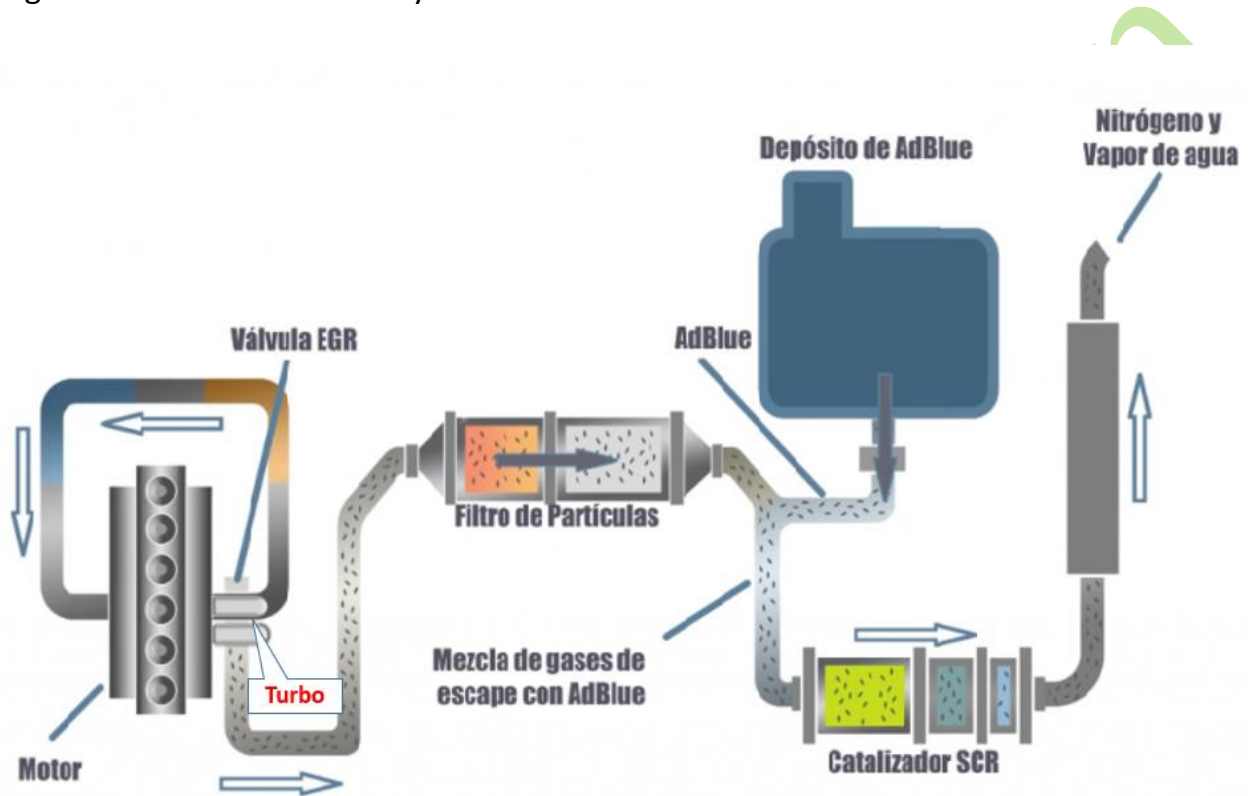 Nitrógeno y
Vapor de agua
Depósito de AdBlue
Válvula EGR
AdBlue
Filtro de Partículas
Mezcla de gases de
escape con AdBlue
Turbo
Motor
Catalizador SCR